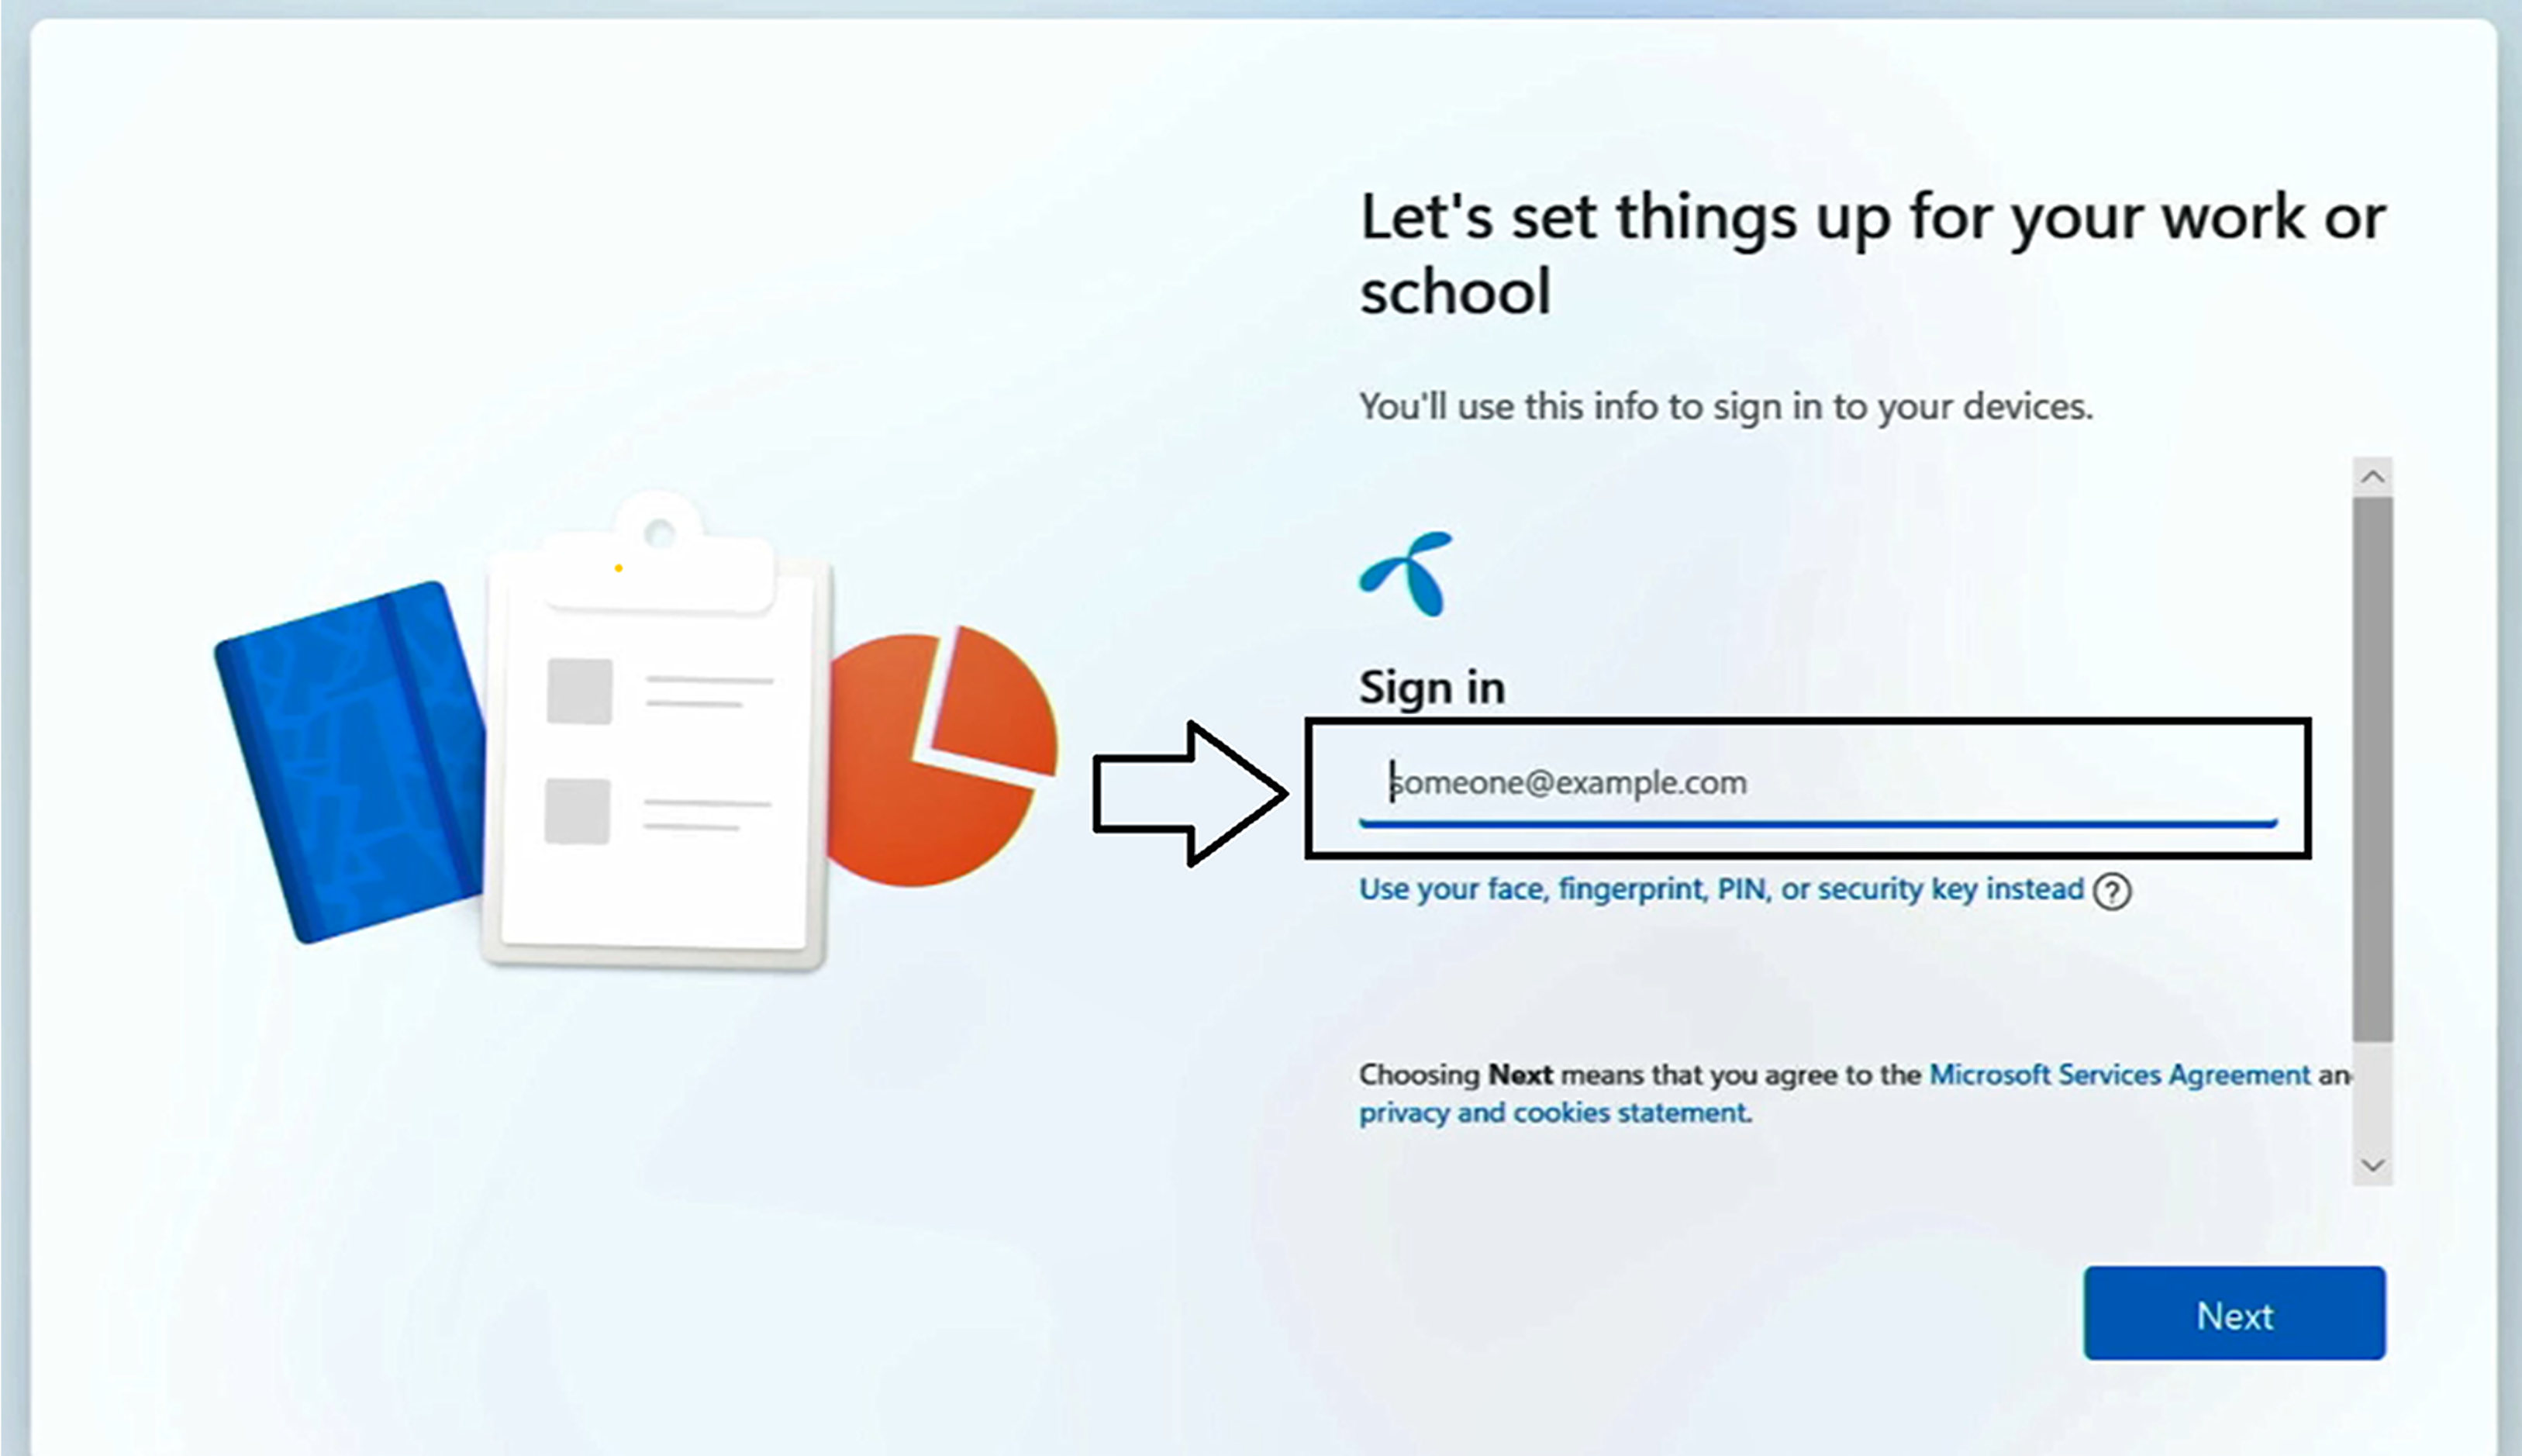 Let's set things up for your work or
school
You'll use this info to sign in to your devices.
Sign in
someone@example.com
Use your face, fingerprint, PIN, or security key instead ?
Choosing Next means that you agree to the Microsoft Services Agreement an
privacy and cookies statement.
Next